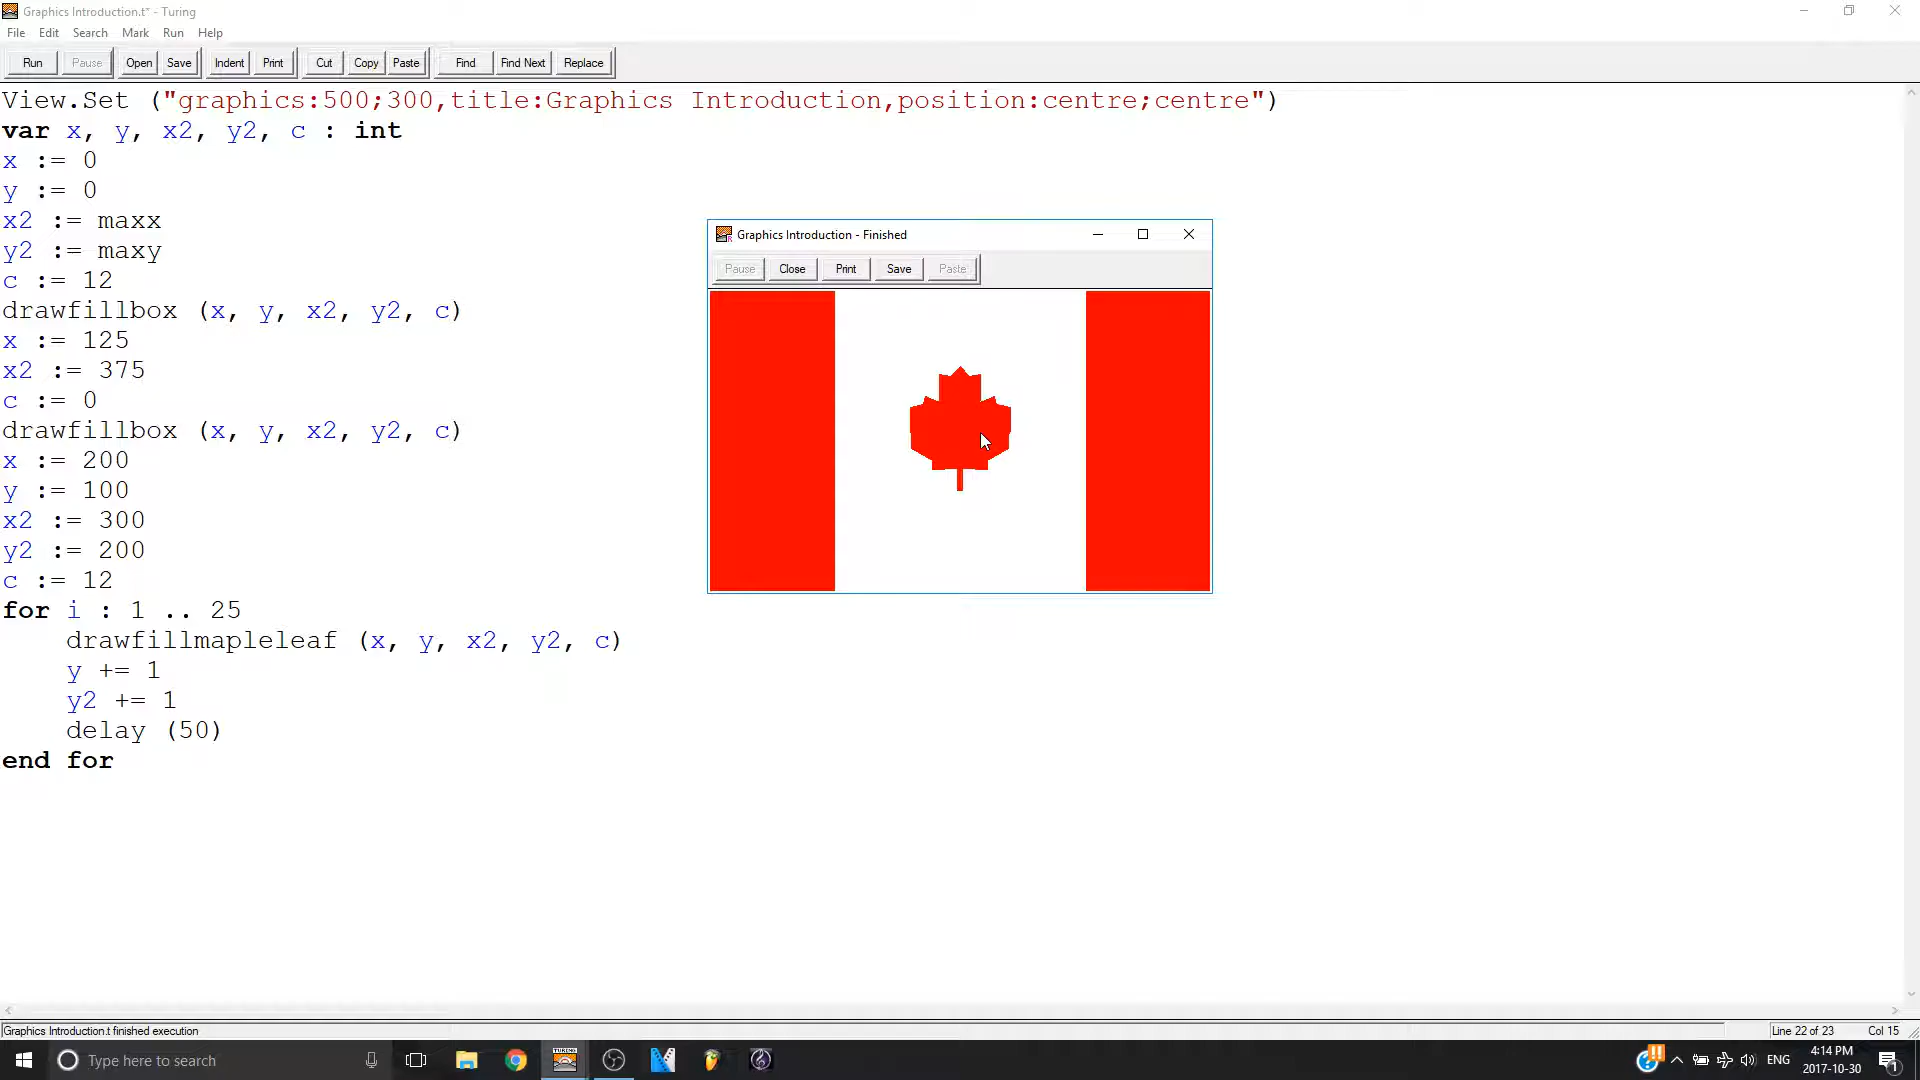 Graphics Introduction.t* - Turing
File Edit Search Mark Run Help
Run Pause Open Save Indent Print Cut Copy Paste Find Find Next Replace
View.Set ("graphics:500;300,title:Graphics Introduction,position:centre;centre")
var x, y, x2, y2, c : int
x := 0
y := 0
x2 := maxx
y2 := maxy
c := 12
drawfillbox (x, y, x2, y2, c)
x := 125
x2 := 375
c := 0
drawfillbox (x, y, x2, y2, c)
x := 200
y := 100
x2 := 300
y2 := 200
c := 12
for i : 1 .. 25
drawfillmapleleaf (x, y, x2, y2, c)
y += 1
y2 += 1
delay (50)
end for
Graphics Introduction - Finished
Pause Close Print Save Paste
Graphics Introduction.t finished execution
Line 22 of 23 Col 15
Type here to search
ENG
4:14 PM
2017-10-30